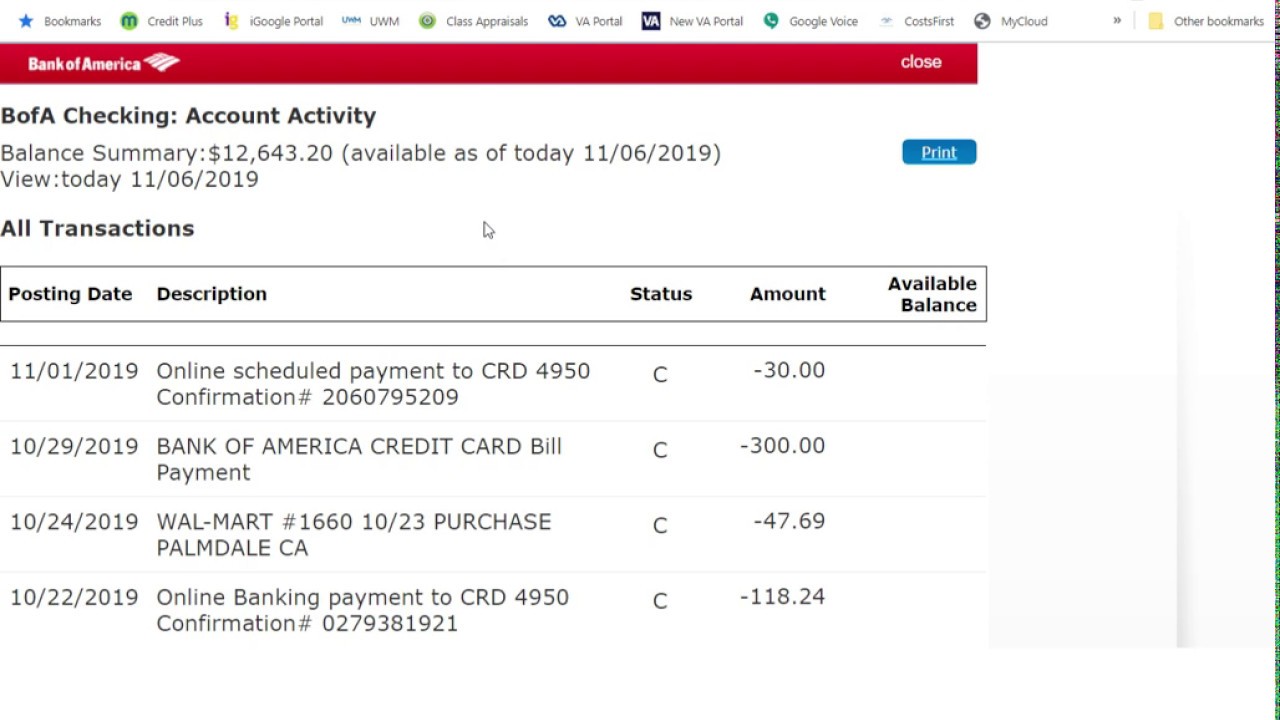 Bookmarks Credit Plus iGoogle Portal UWM UWM Class Appraisals VA Portal VA New VA Portal Google Voice CostsFirst MyCloud » Other bookmarks
Bank of America close
BofA Checking: Account Activity
Balance Summary:$12,643.20 (available as of today 11/06/2019)
Print
View:today 11/06/2019
All Transactions
Posting Date Description Status Amount Available Balance
11/01/2019 Online scheduled payment to CRD 4950 C -30.00
Confirmation# 2060795209
10/29/2019 BANK OF AMERICA CREDIT CARD Bill C -300.00
Payment
10/24/2019 WAL-MART #1660 10/23 PURCHASE C -47.69
PALMDALE CA
10/22/2019 Online Banking payment to CRD 4950 C -118.24
Confirmation# 0279381921